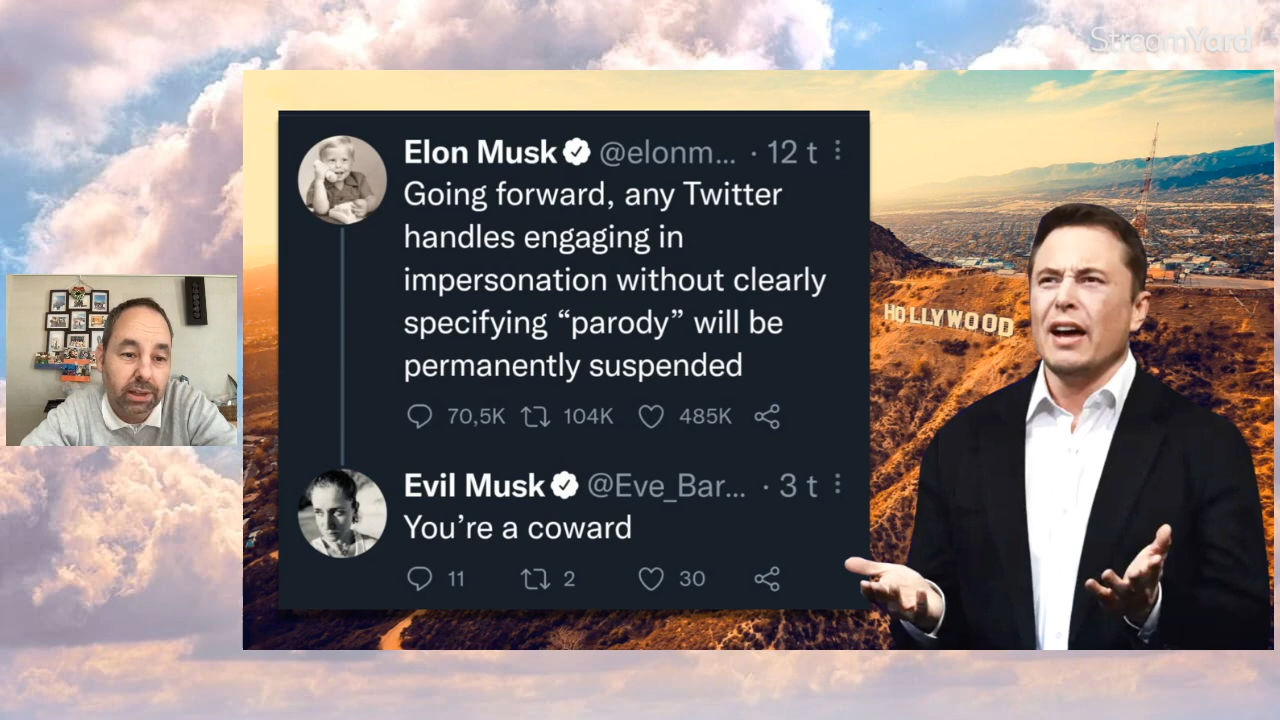 StreamYard
Elon Musk @elonm... · 12 t
Going forward, any Twitter
handles engaging in
impersonation without clearly
specifying “parody” will be
permanently suspended
70,5K 104K 485K
HOLLYWOOD
Evil Musk @Eve_Bar... · 3 t
You’re a coward
11 2 30